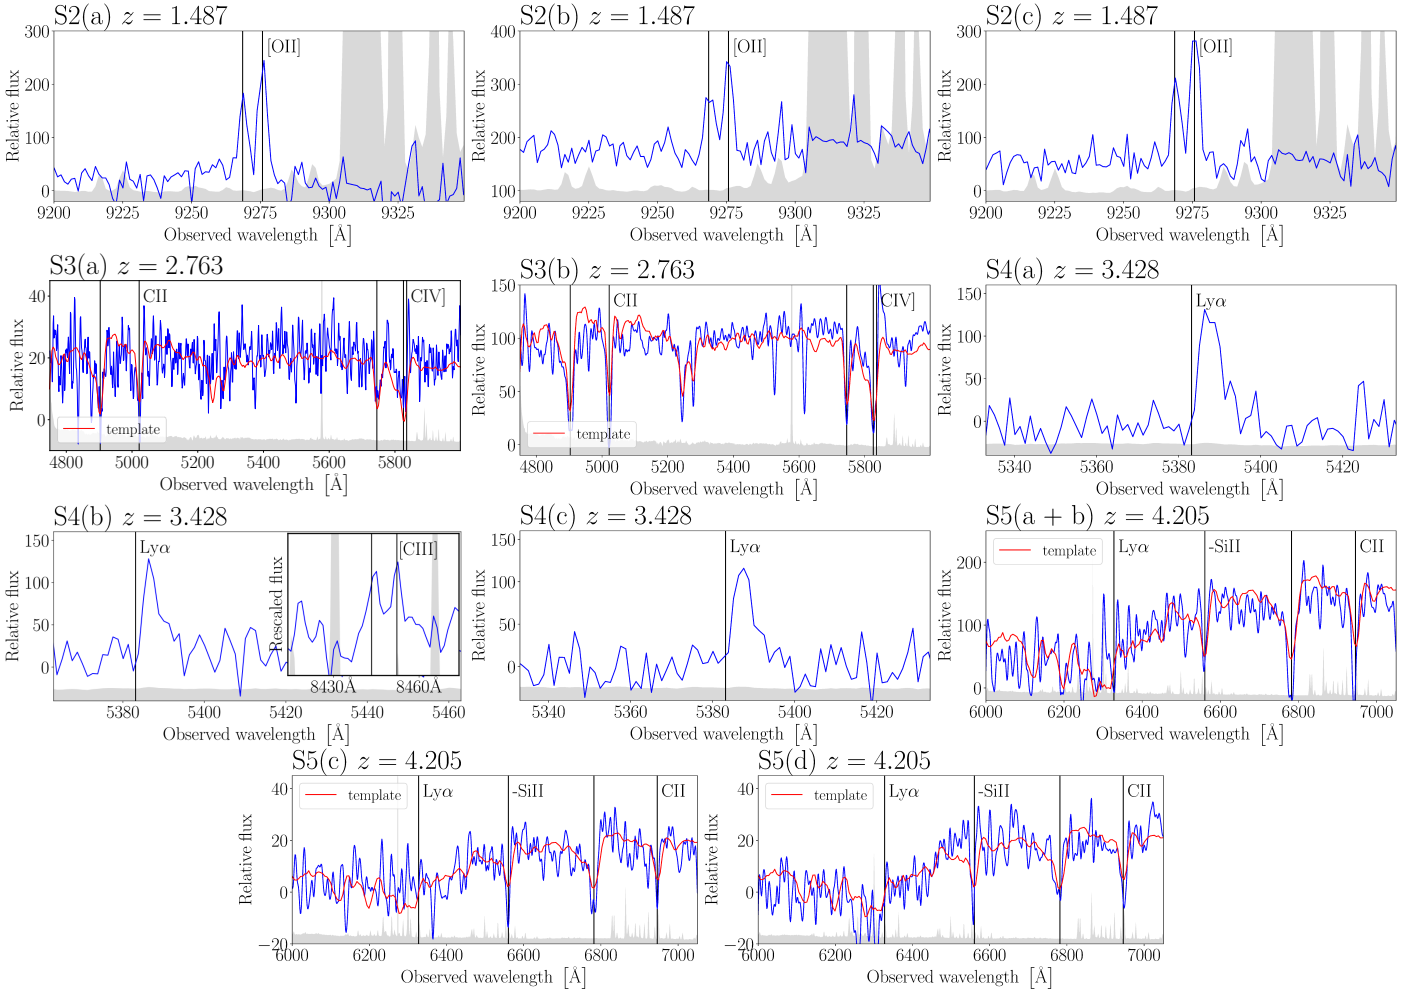 S2(a) z = 1.487
S2(b) z = 1.487
S2(c) z = 1.487
300
200
100
0
Relative flux
[OII]
9200 9225 9250 9275 9300 9325
Observed wavelength [Å]
400
300
200
100
Relative flux
[OII]
9200 9225 9250 9275 9300 9325
Observed wavelength [Å]
300
200
100
0
Relative flux
[OII]
9200 9225 9250 9275 9300 9325
Observed wavelength [Å]
S3(a) z = 2.763
S3(b) z = 2.763
S4(a) z = 3.428
40
20
0
Relative flux
CII
CIV]
template
4800 5000 5200 5400 5600 5800
Observed wavelength [Å]
150
100
50
0
Relative flux
CII
CIV]
template
4800 5000 5200 5400 5600 5800
Observed wavelength [Å]
150
100
50
0
Relative flux
Lyα
5340 5360 5380 5400 5420
Observed wavelength [Å]
S4(b) z = 3.428
S4(c) z = 3.428
S5(a + b) z = 4.205
150
100
50
0
Relative flux
Lyα
Rescaled flux
[CIII]
8430Å 8460Å
5380 5400 5420 5440 5460
Observed wavelength [Å]
150
100
50
0
Relative flux
Lyα
5340 5360 5380 5400 5420
Observed wavelength [Å]
200
100
0
Relative flux
template
Lyα
-SiII
CII
6000 6200 6400 6600 6800 7000
Observed wavelength [Å]
S5(c) z = 4.205
S5(d) z = 4.205
40
20
0
−20
Relative flux
template
Lyα
-SiII
CII
6000 6200 6400 6600 6800 7000
Observed wavelength [Å]
40
20
0
−20
Relative flux
template
Lyα
-SiII
CII
6000 6200 6400 6600 6800 7000
Observed wavelength [Å]